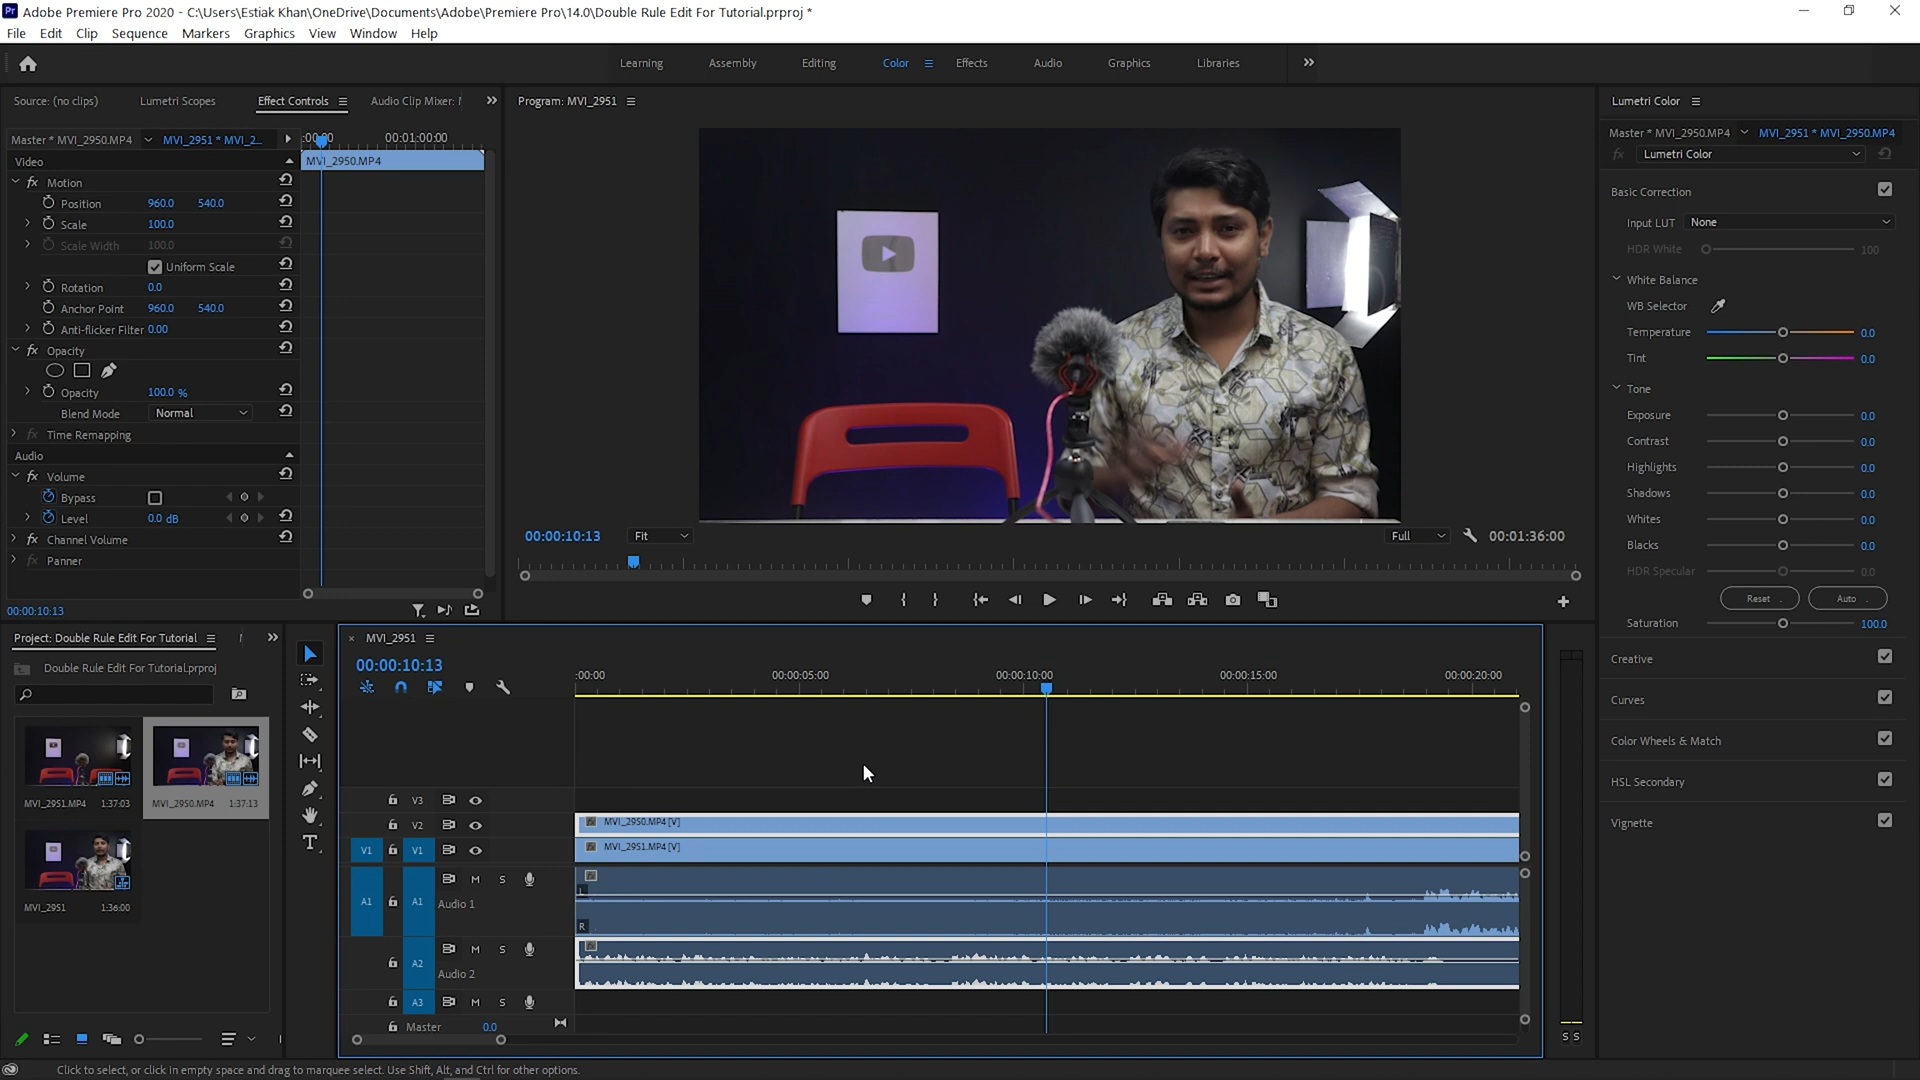 Adobe Premiere Pro 2020 - C:\Users\Estiak Khan\OneDrive\Documents\Adobe\Premiere Pro\14.0\Double Rule Edit For Tutorial.prproj *
File Edit Clip Sequence Markers Graphics View Window Help
Learning Assembly Editing Color Effects Audio Graphics Libraries
Source: (no clips) Lumetri Scopes Effect Controls Audio Clip Mixer:
Program: MVI_2951
Lumetri Color
Master * MVI_2950.MP4 MVI_2951 * MVI_2...
:00:00 00:01:00:00
Video
MVI_2950.MP4
Motion
Position 960.0 540.0
Scale 100.0
Scale Width 100.0
Uniform Scale
Rotation 0.0
Anchor Point 960.0 540.0
Anti-flicker Filter 0.00
Opacity
Opacity 100.0 %
Blend Mode Normal
Time Remapping
Audio
Volume
Bypass
Level 0.0 dB
Channel Volume
Panner
00:00:10:13
00:00:10:13 Fit Full 00:01:36:00
Master * MVI_2950.MP4 MVI_2951 * MVI_2950.MP4
fx Lumetri Color
Basic Correction
Input LUT None
HDR White 100
White Balance
WB Selector
Temperature 0.0
Tint 0.0
Tone
Exposure 0.0
Contrast 0.0
Highlights 0.0
Shadows 0.0
Whites 0.0
Blacks 0.0
HDR Specular 0.0
Reset Auto
Saturation 100.0
Creative
Curves
Color Wheels & Match
HSL Secondary
Vignette
Project: Double Rule Edit For Tutorial
Double Rule Edit For Tutorial.prproj
MVI_2951.MP4 1:37:03
MVI_2950.MP4 1:37:13
MVI_2951 1:36:00
× MVI_2951
00:00:10:13
:00:00 00:00:05:00 00:00:10:00 00:00:15:00 00:00:20:00
V3
V2 MVI_2950.MP4 [V]
V1 V1 MVI_2951.MP4 [V]
A1 A1 M S
Audio 1
L
R
A2 M S
Audio 2
A3 M S
Master 0.0
S S
Click to select, or click in empty space and drag to marquee select. Use Shift, Alt, and Ctrl for other options.